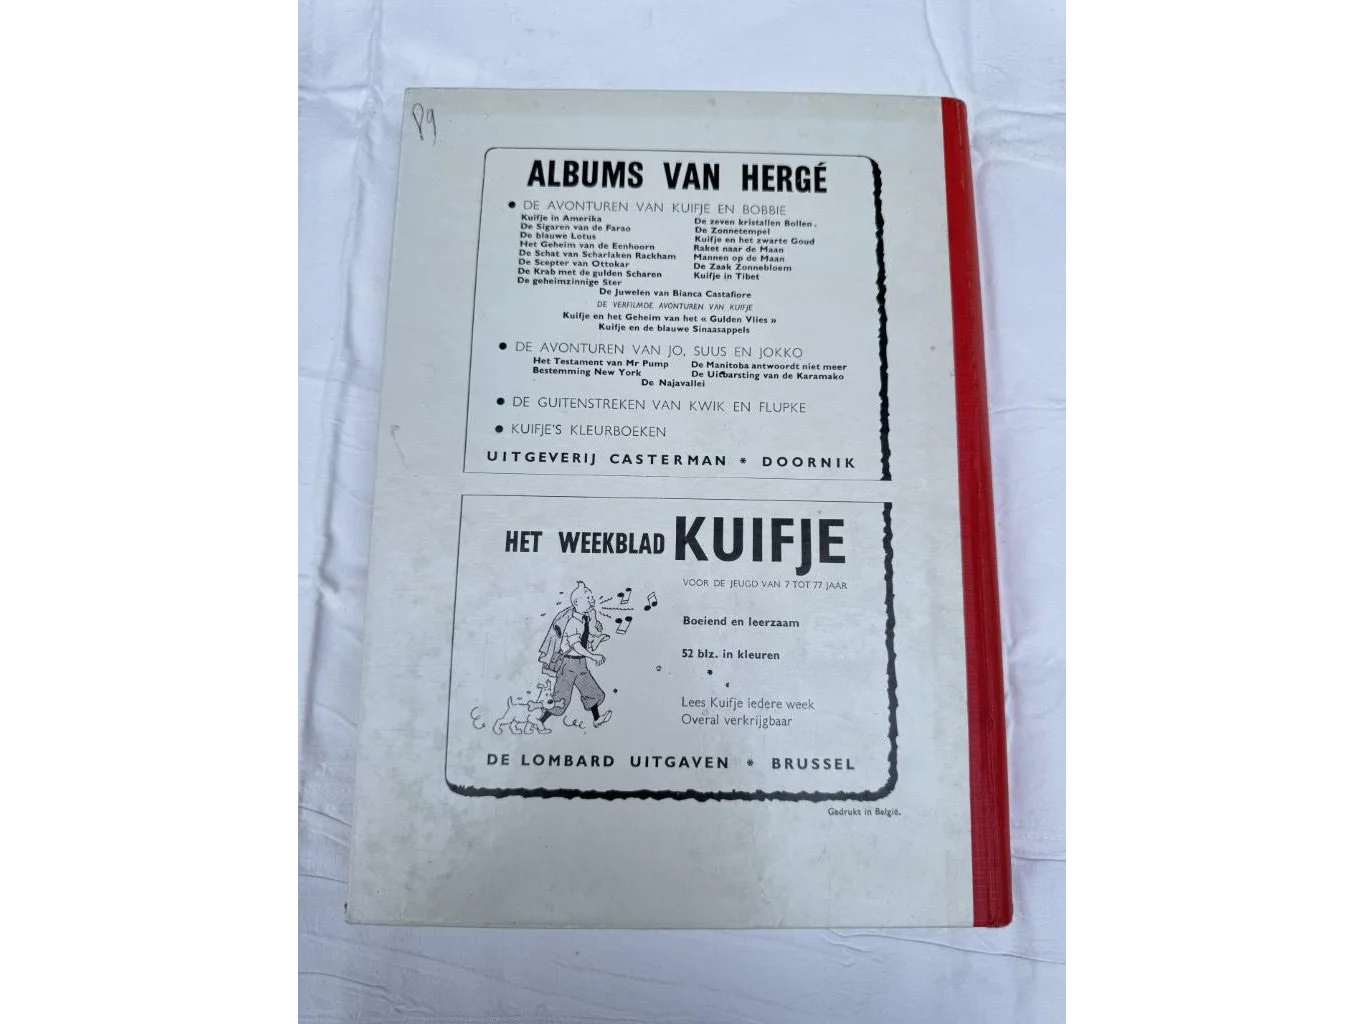 89
ALBUMS VAN HERGÉ
• DE AVONTUREN VAN KUIFJE EN BOBBIE
Kuifje in Amerika
De Sigaren van de Farao
De blauwe Lotus
Het Geheim van de Eenhoorn
De Schat van Scharlaken Rackham
De Scepter van Ottokar
De Krab met de gulden Scharen
De geheimzinnige Ster
De zeven kristallen Bollen.
De Zonnetempel
Kuifje en het zwarte Goud
Raket naar de Maan
Mannen op de Maan
De Zaak Zonnebloem
Kuifje in Tibet
De Juwelen van Bianca Castafiore
DE VERFILMDE AVONTUREN VAN KUIFJE
Kuifje en het Geheim van het « Gulden Vlies »
Kuifje en de blauwe Sinaasappels
• DE AVONTUREN VAN JO, SUUS EN JOKKO
Het Testament van Mr Pump
Bestemming New York
De Manitoba antwoordt niet meer
De Uitbarsting van de Karamako
De Najavallei
• DE GUITENSTREKEN VAN KWIK EN FLUPKE
• KUIFJE'S KLEURBOEKEN
UITGEVERIJ CASTERMAN * DOORNIK
HET WEEKBLAD KUIFJE
VOOR DE JEUGD VAN 7 TOT 77 JAAR
Boeiend en leerzaam
52 blz. in kleuren
Lees Kuifje iedere week
Overal verkrijgbaar
DE LOMBARD UITGAVEN * BRUSSEL
Gedrukt in België.